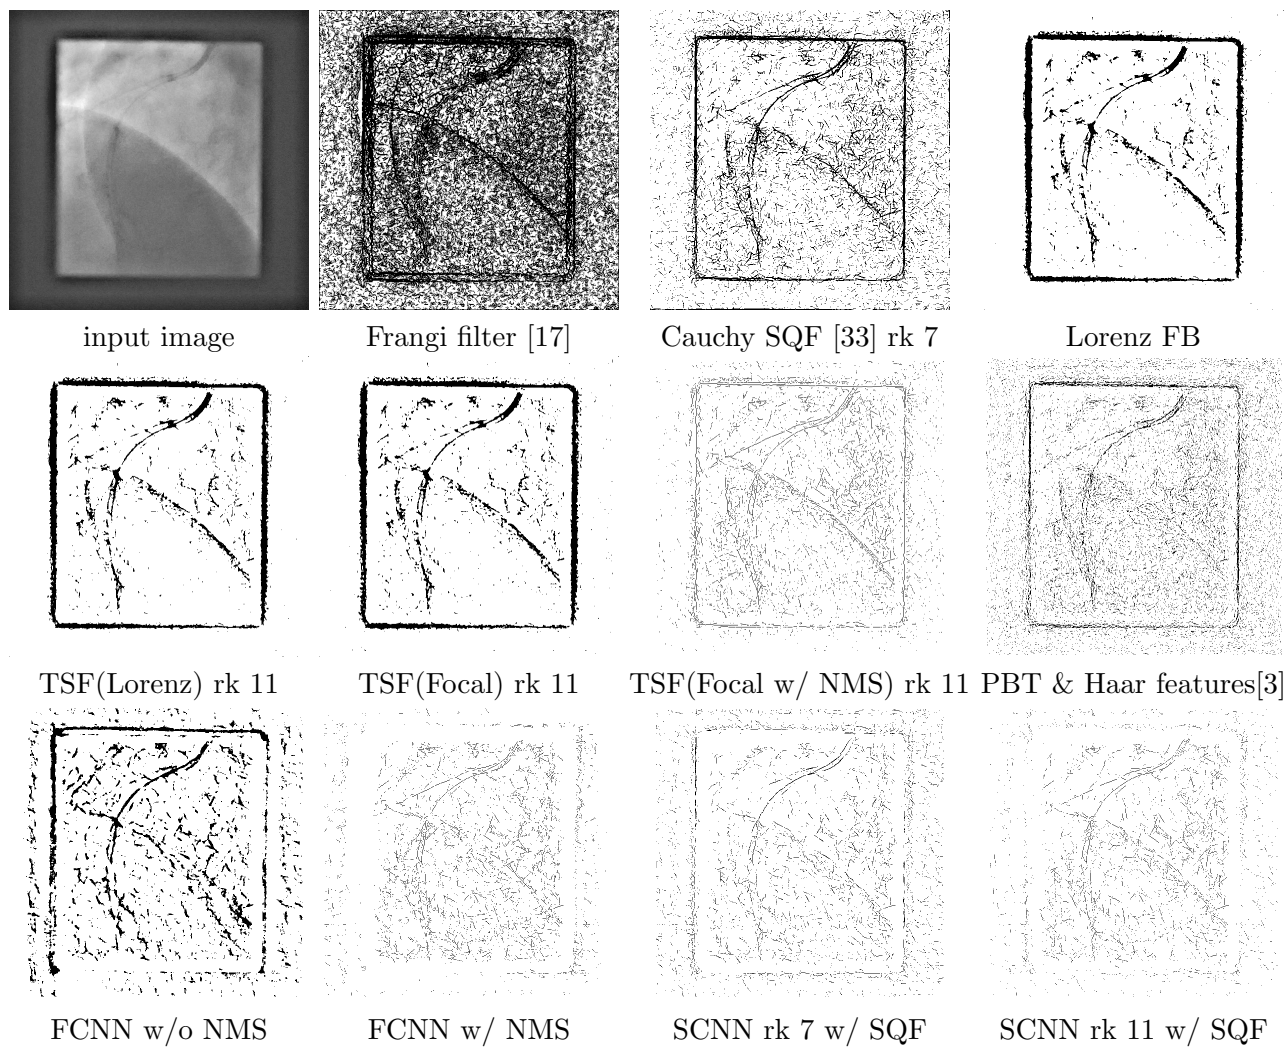 input image
Frangi filter [17]
Cauchy SQF [33] rk 7
Lorenz FB
TSF(Lorenz) rk 11
TSF(Focal) rk 11
TSF(Focal w/ NMS) rk 11
PBT & Haar features[3]
FCNN w/o NMS
FCNN w/ NMS
SCNN rk 7 w/ SQF
SCNN rk 11 w/ SQF